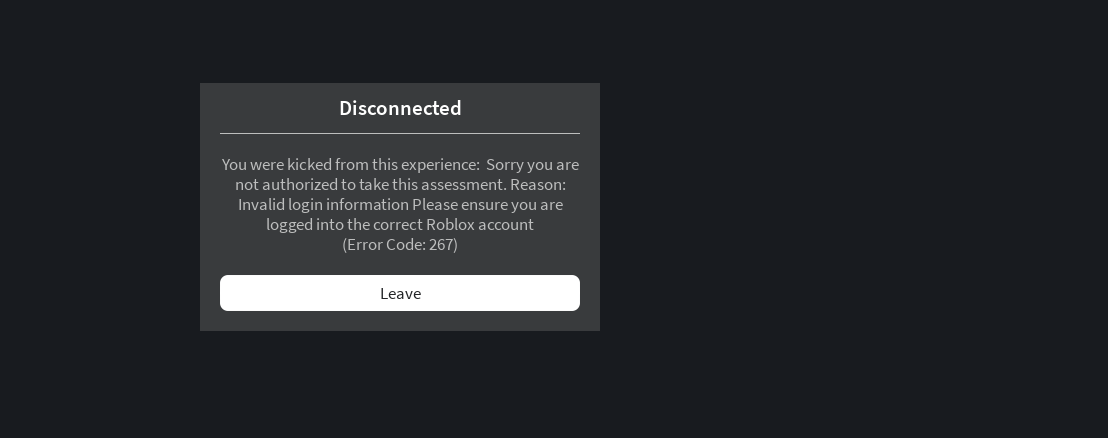 Disconnected
You were kicked from this experience:  Sorry you are
not authorized to take this assessment. Reason:
Invalid login information Please ensure you are
logged into the correct Roblox account
(Error Code: 267)
Leave